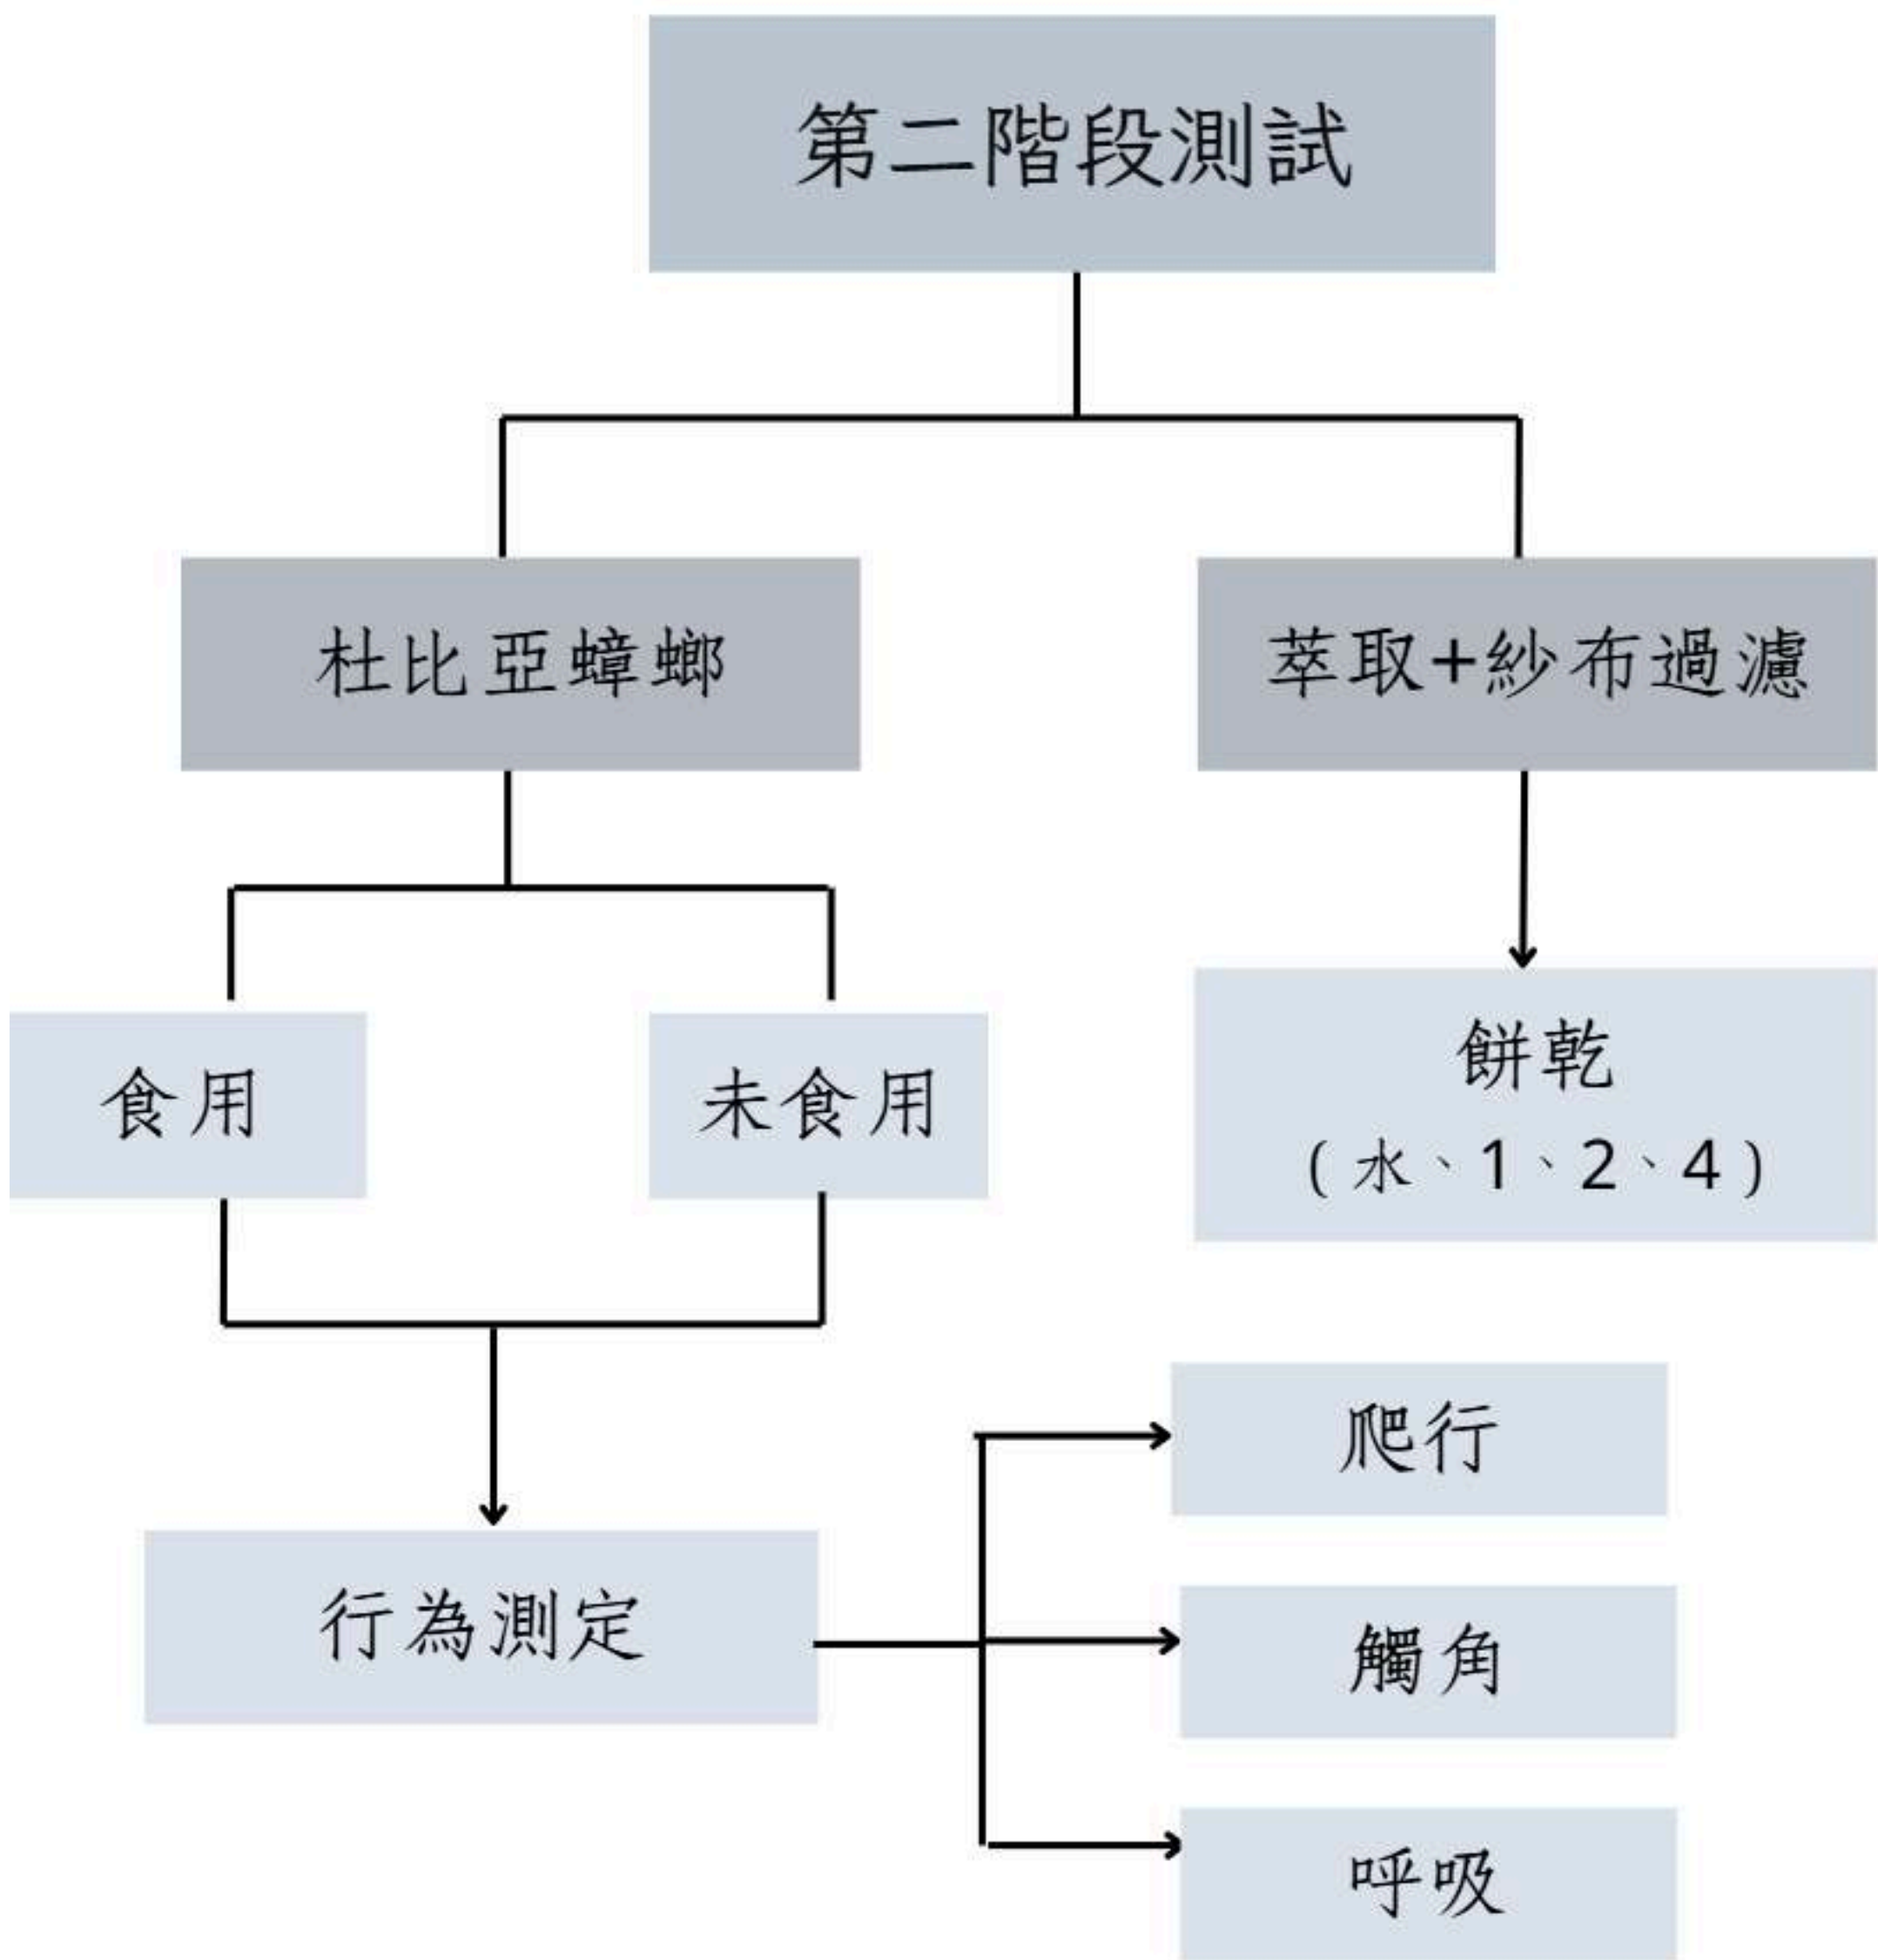 第二階段測試
杜比亞蟑螂
萃取+紗布過濾
食用
未食用
餅乾
(水、1、2、4)
行為測定
爬行
觸角
呼吸